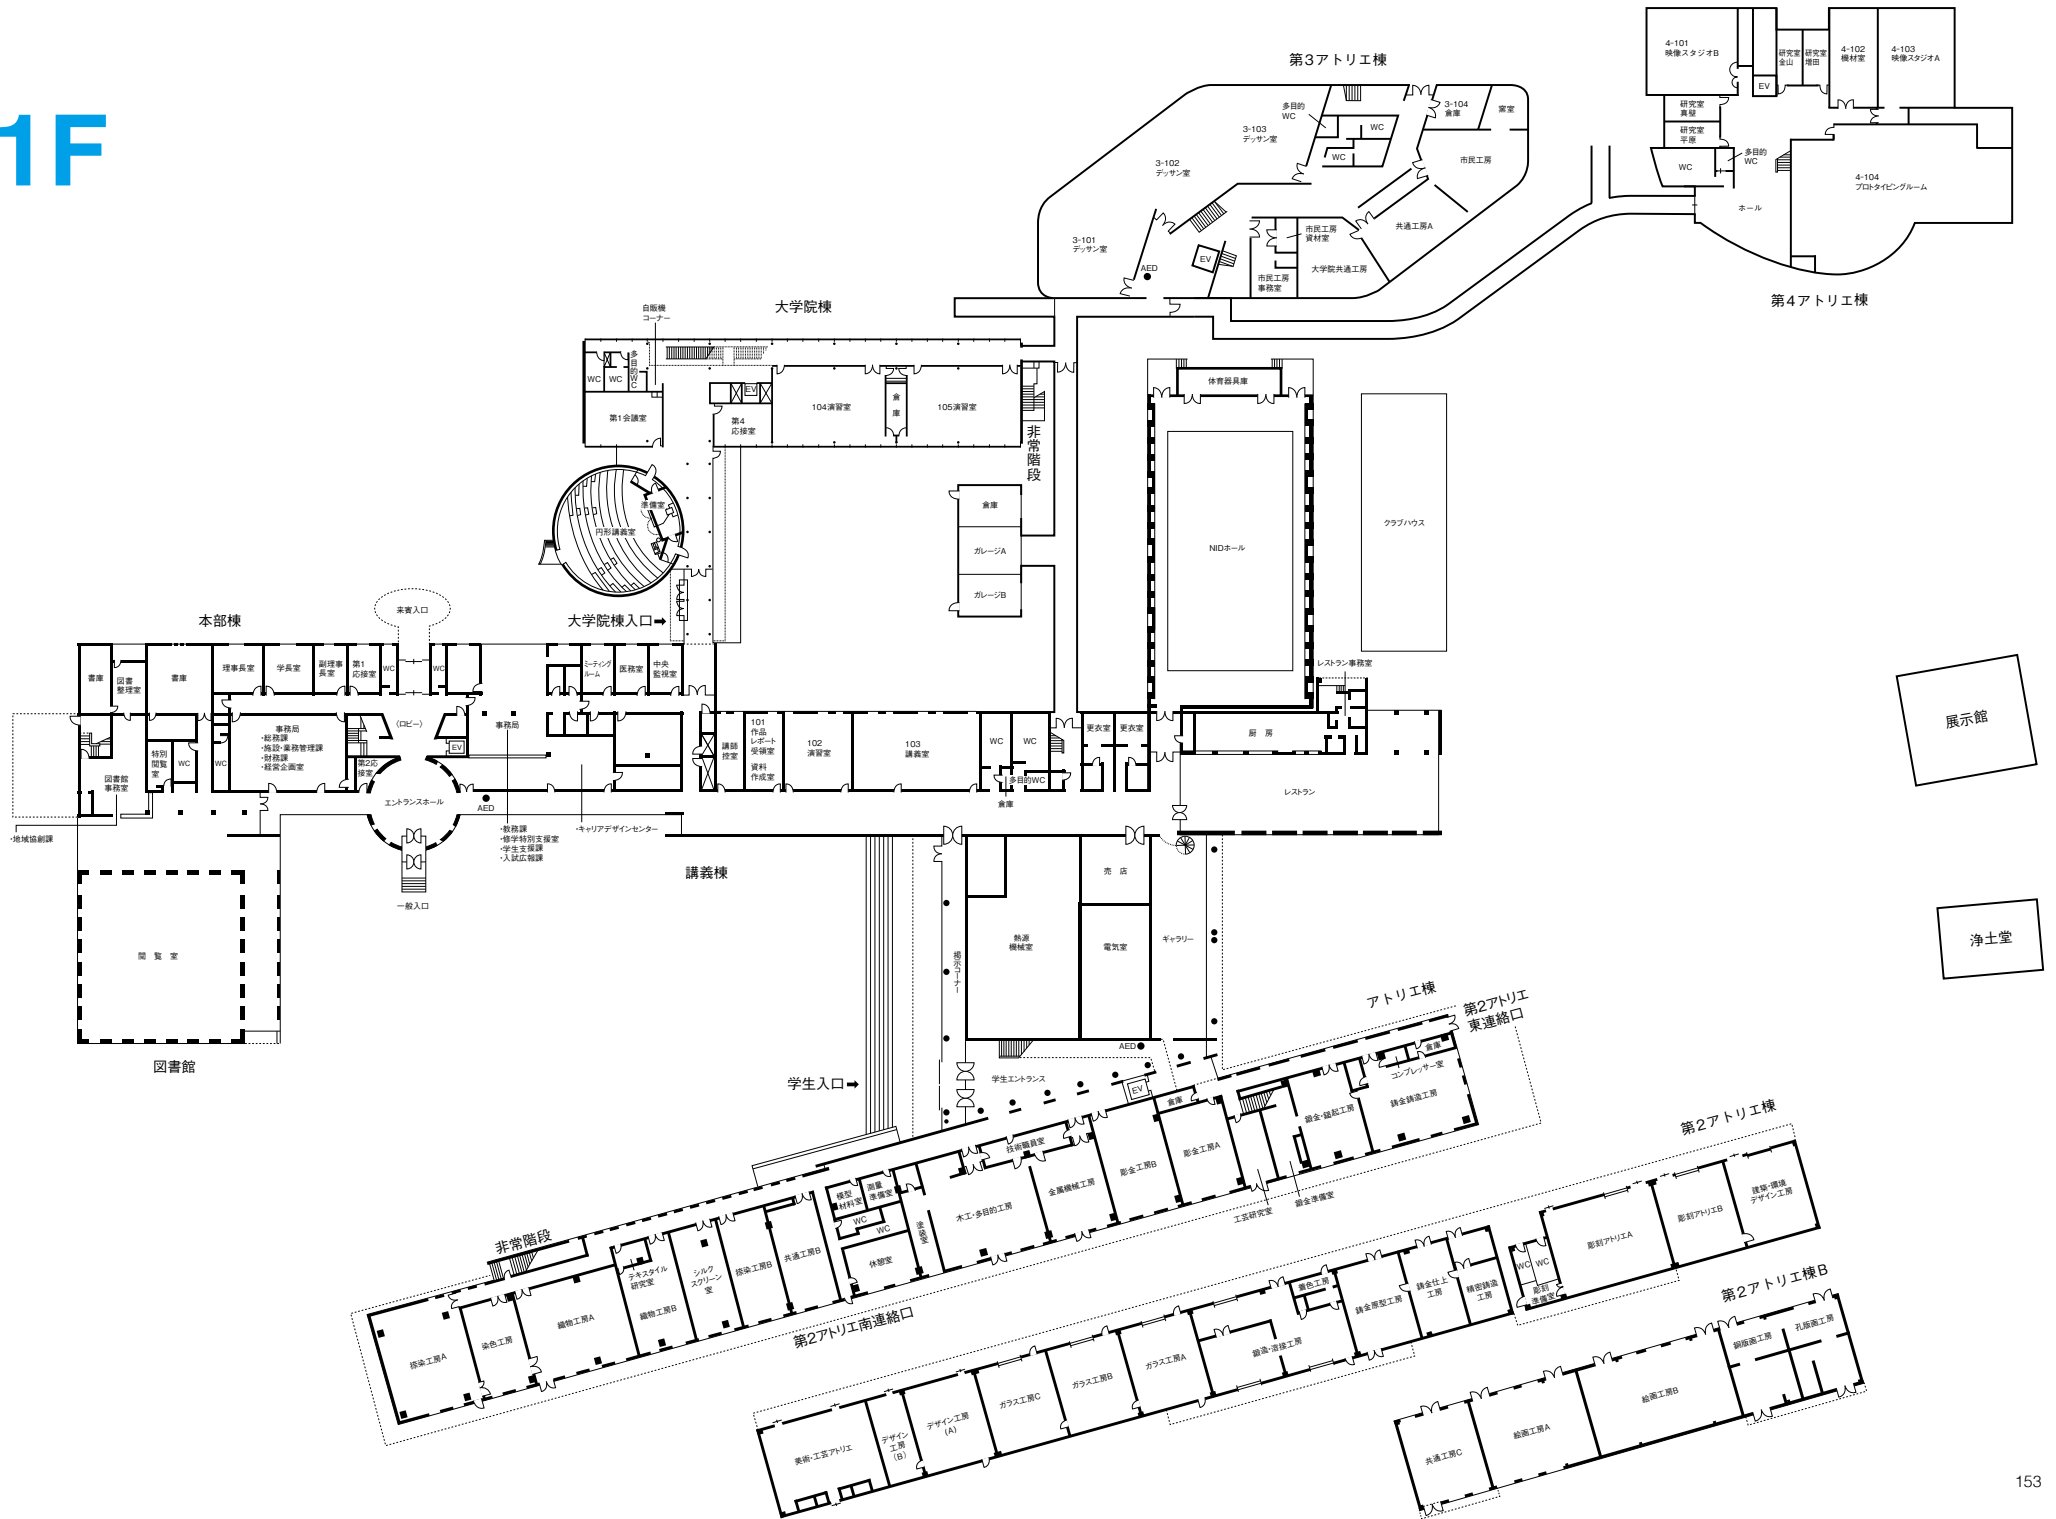 1F
第3アトリエ棟
多目的
WC
3-103
デッサン室
3-102
デッサン室
3-101
デッサン室
WC
WC
3-104
倉庫
窯室
市民工房
共通工房A
市民工房
資材室
大学院共通工房
市民工房
事務室
EV
AED
4-101
映像スタジオB
研究室
金山
研究室
増田
4-102
機材室
4-103
映像スタジオA
EV
研究室
真壁
研究室
平原
WC
多目的
WC
ホール
4-104
プロトタイピングルーム
第4アトリエ棟
大学院棟
自販機
コーナー
WC
WC
多目的WC
第1会議室
EV
第4
応接室
104演習室
倉庫
105演習室
非常階段
準備室
円形講義室
大学院棟入口➡
倉庫
ガレージA
ガレージB
体育器具庫
NIDホール
クラブハウス
レストラン事務室
本部棟
来賓入口
書庫
図書
整理室
書庫
理事長室
学長室
副理事
長室
第1
応接室
WC
WC
ミーティング
ルーム
医務室
中央
監視室
〈ロビー〉
事務局
事務局
・総務課
・施設・業務管理課
・財務課
・経営企画室
EV
第2応
接室
特別
閲覧
室
WC
WC
図書館
事務室
エントランスホール
AED
・地域協創課
・教務課
・修学特別支援室
・学生支援課
・入試広報課
・キャリアデザインセンター
一般入口
講師
控室
101
作品
レポート
受領室
資料
作成室
102
演習室
103
講義室
WC
WC
多目的WC
倉庫
更衣室
更衣室
厨 房
レストラン
講義棟
閲 覧 室
図書館
売 店
熱源
機械室
電気室
ギャラリー
掲示コーナー
AED
学生入口➡
学生エントランス
展示館
浄土堂
アトリエ棟
第2アトリエ
東連絡口
EV
倉庫
倉庫
コンプレッサー室
鋳金鋳造工房
鍛金・鎚起工房
彫金工房A
彫金工房B
技術職員室
金属機械工房
木工・多目的工房
工芸研究室
鍛金準備室
模型
材料室
測量
準備室
WC
WC
休憩室
非常階段
テキスタイル
研究室
シルク
スクリーン
室
捺染工房B
共通工房B
織物工房B
織物工房A
染色工房
捺染工房A
第2アトリエ南連絡口
第2アトリエ棟
建築・環境
デザイン工房
彫刻アトリエB
彫刻アトリエA
WC
WC
彫刻
準備室
精密鋳造
工房
鋳金仕上
工房
鋳金原型工房
着色工房
鍛造・溶接工房
ガラス工房A
ガラス工房B
ガラス工房C
デザイン工房
(A)
デザイン
工房
(B)
美術・工芸アトリエ
第2アトリエ棟B
孔版画工房
銅版画工房
絵画工房B
絵画工房A
共通工房C
153